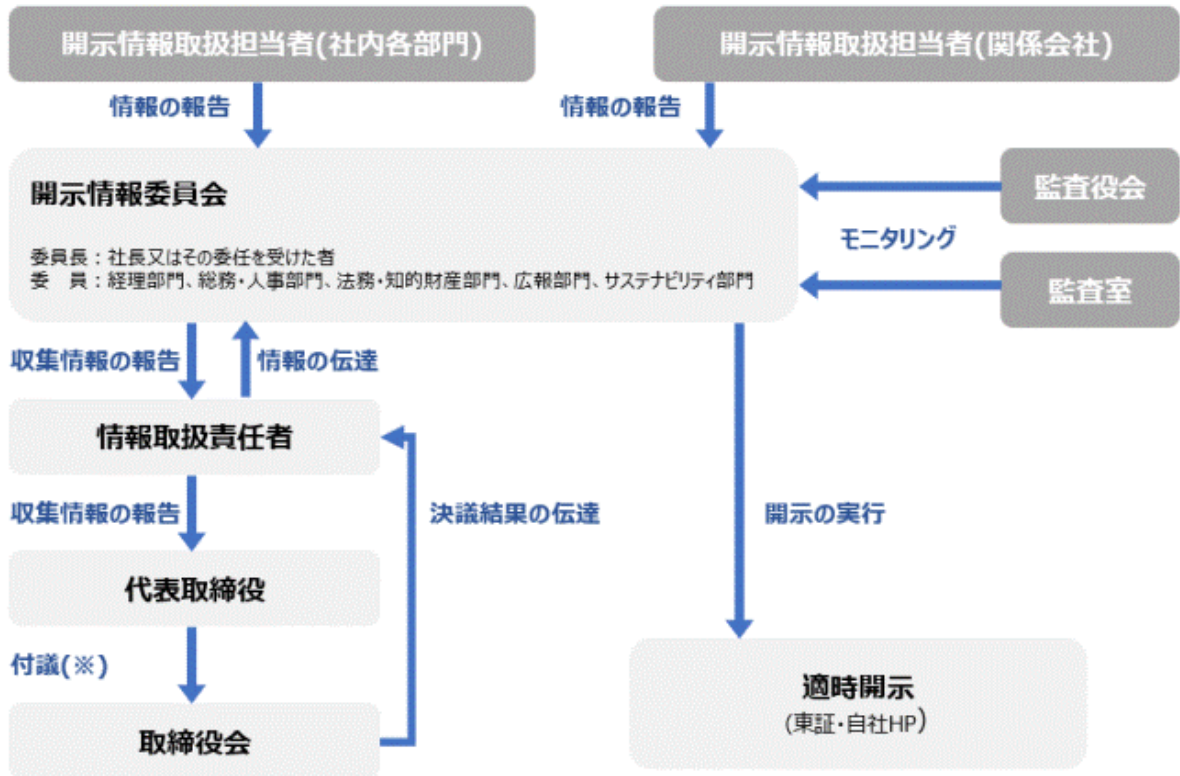 開示情報取扱担当者(社内各部門)
開示情報取扱担当者(関係会社)
情報の報告
情報の報告
開示情報委員会
委員長：社長又はその委任を受けた者
委　員：経理部門、総務・人事部門、法務・知的財産部門、広報部門、サステナビリティ部門
監査役会
モニタリング
監査室
収集情報の報告
情報の伝達
情報取扱責任者
収集情報の報告
決議結果の伝達
開示の実行
代表取締役
付議(※)
取締役会
適時開示
(東証・自社HP)